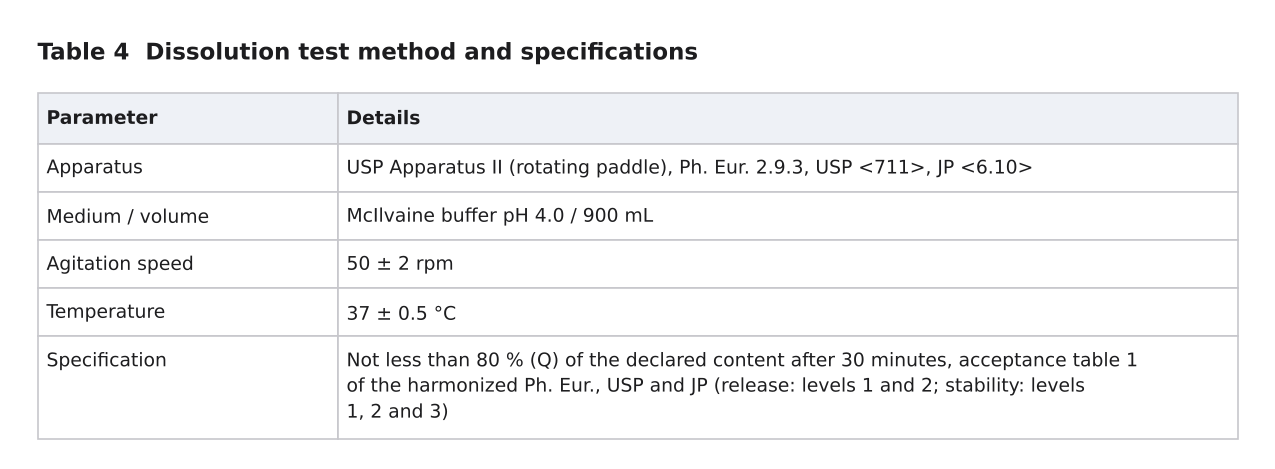 Table 4 Dissolution test method and specifications
Parameter Details
Apparatus USP Apparatus II (rotating paddle), Ph. Eur. 2.9.3, USP <711>, JP <6.10>
Medium / volume McIlvaine buffer pH 4.0 / 900 mL
Agitation speed 50 ± 2 rpm
Temperature 37 ± 0.5 °C
Specification Not less than 80 % (Q) of the declared content after 30 minutes, acceptance table 1
of the harmonized Ph. Eur., USP and JP (release: levels 1 and 2; stability: levels
1, 2 and 3)